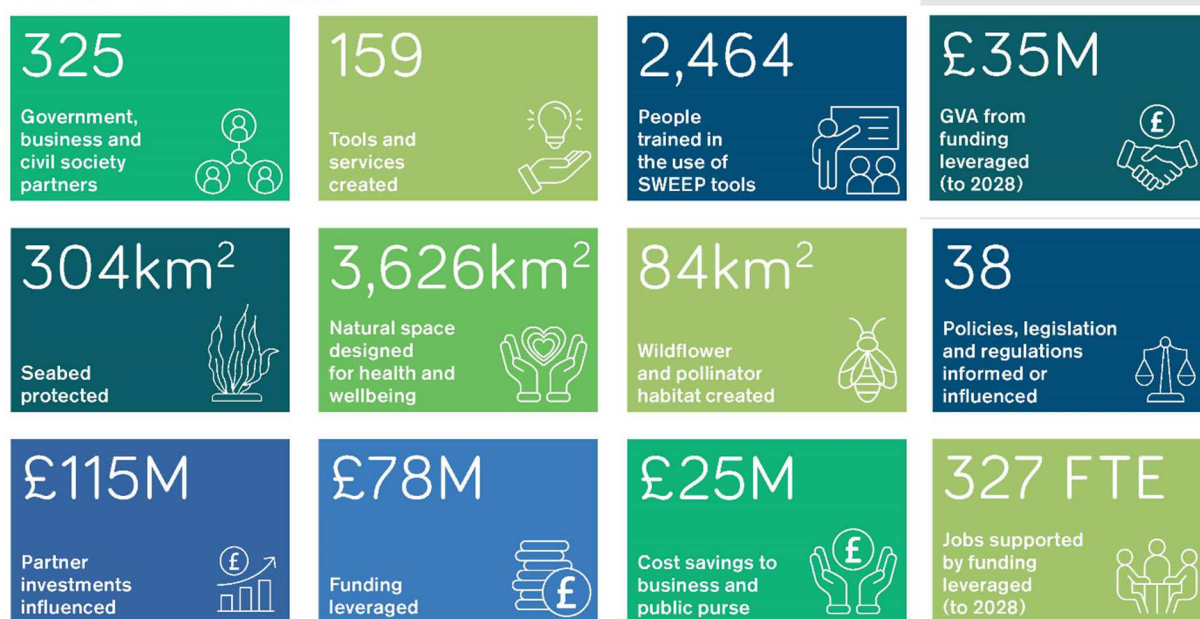 325
Government,
business and
civil society
partners
159
Tools and
services
created
2,464
People
trained in
the use of
SWEEP tools
£35M
GVA from
funding
leveraged
(to 2028)
304km²
Seabed
protected
3,626km²
Natural space
designed
for health and
wellbeing
84km²
Wildflower
and pollinator
habitat created
38
Policies, legislation
and regulations
informed or
influenced
£115M
Partner
investments
influenced
£78M
Funding
leveraged
£25M
Cost savings to
business and
public purse
327 FTE
Jobs supported
by funding
leveraged
(to 2028)